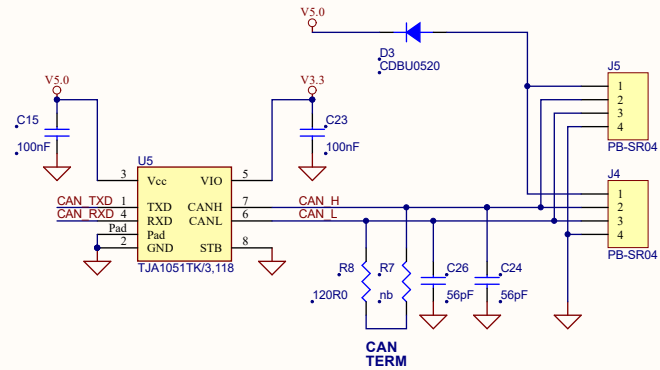 V5.0
D3
CDBU0520
J5
1
2
3
4
PB-SR04
V5.0
V3.3
C15
100nF
C23
100nF
U5
3 Vcc VIO 5
CAN_TXD 1 TXD CANH 7 CAN_H
CAN_RXD 4 RXD CANL 6 CAN_L
Pad Pad
2 GND STB 8
TJA1051TK/3,118
J4
1
2
3
4
PB-SR04
R8
120R0
R7
nb
C26
56pF
C24
56pF
CAN
TERM